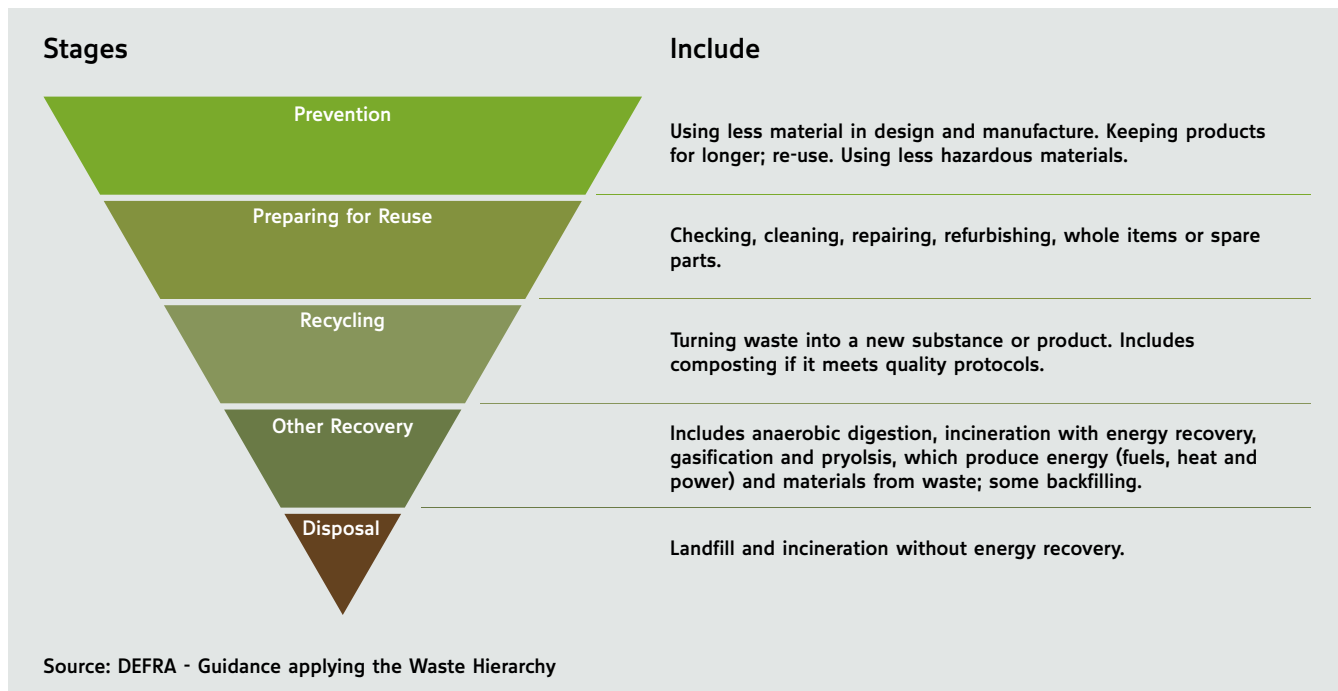 Stages
Include
Prevention
Using less material in design and manufacture. Keeping products
for longer; re-use. Using less hazardous materials.
Preparing for Reuse
Checking, cleaning, repairing, refurbishing, whole items or spare
parts.
Recycling
Turning waste into a new substance or product. Includes
composting if it meets quality protocols.
Other Recovery
Includes anaerobic digestion, incineration with energy recovery,
gasification and pryolsis, which produce energy (fuels, heat and
power) and materials from waste; some backfilling.
Disposal
Landfill and incineration without energy recovery.
Source: DEFRA - Guidance applying the Waste Hierarchy